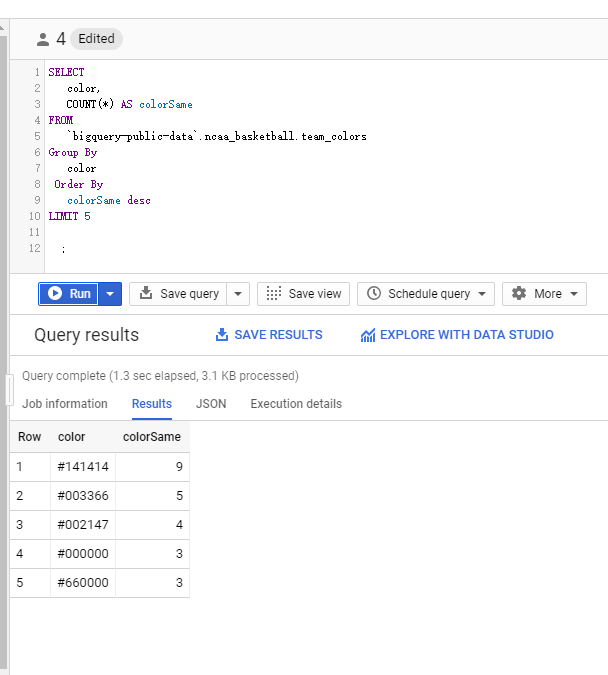 4 Edited
1 SELECT
2 color,
3 COUNT(*) AS colorSame
4 FROM
5 `bigquery-public-data`.ncaa_basketball.team_colors
6 Group By
7 color
8 Order By
9 colorSame desc
10 LIMIT 5
11
12 ;
Run Save query Save view Schedule query More
Query results SAVE RESULTS EXPLORE WITH DATA STUDIO
Query complete (1.3 sec elapsed, 3.1 KB processed)
Job information Results JSON Execution details
Row color colorSame
1 #141414 9
2 #003366 5
3 #002147 4
4 #000000 3
5 #660000 3